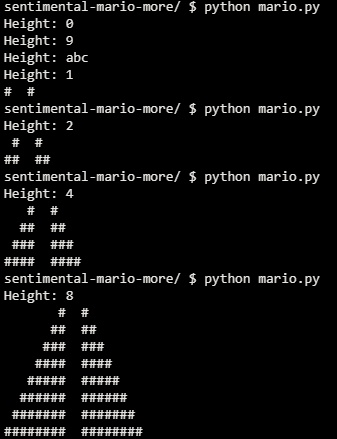 sentimental-mario-more/ $ python mario.py
Height: 0
Height: 9
Height: abc
Height: 1
#  #
sentimental-mario-more/ $ python mario.py
Height: 2
 #  #
##  ##
sentimental-mario-more/ $ python mario.py
Height: 4
   #  #
  ##  ##
 ###  ###
####  ####
sentimental-mario-more/ $ python mario.py
Height: 8
       #  #
      ##  ##
     ###  ###
    ####  ####
   #####  #####
  ######  ######
 #######  #######
########  ########